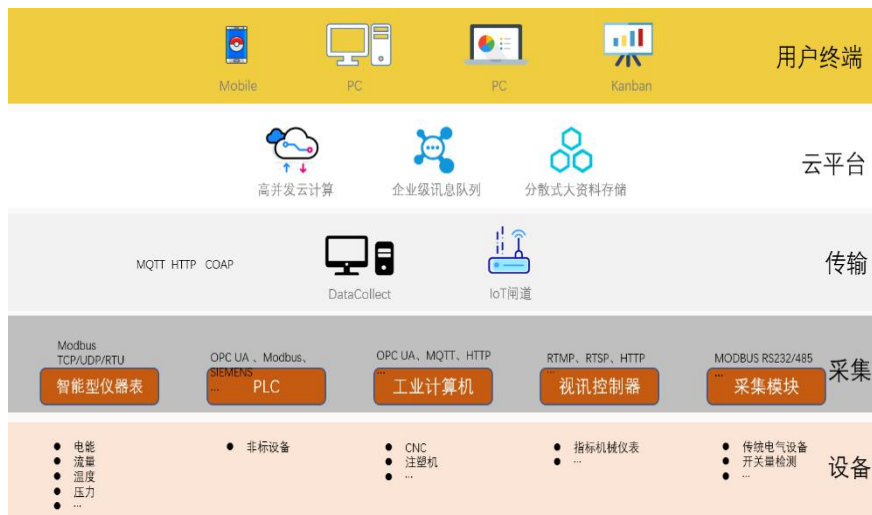 用户终端
Mobile
PC
PC
Kanban
云平台
高并发云计算
企业级讯息队列
分散式大资料存储
传输
MQTT HTTP COAP
DataCollect
IoT闸道
采集
Modbus
TCP/UDP/RTU
智能型仪器表
OPC UA 、Modbus、
SIEMENS
...
PLC
OPC UA、MQTT、HTTP
...
工业计算机
RTMP、RTSP、HTTP
...
视讯控制器
MODBUS RS232/485
...
采集模块
设备
● 电能
● 流量
● 温度
● 压力
● ...
● 非标设备
● CNC
● 注塑机
● ...
● 指标机械仪表
● ...
● 传统电气设备
● 开关量检测
● ...